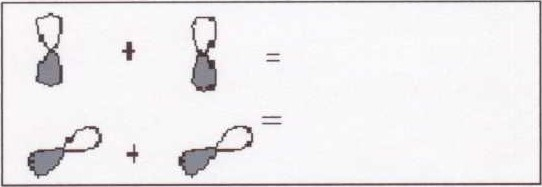 + =
+ =